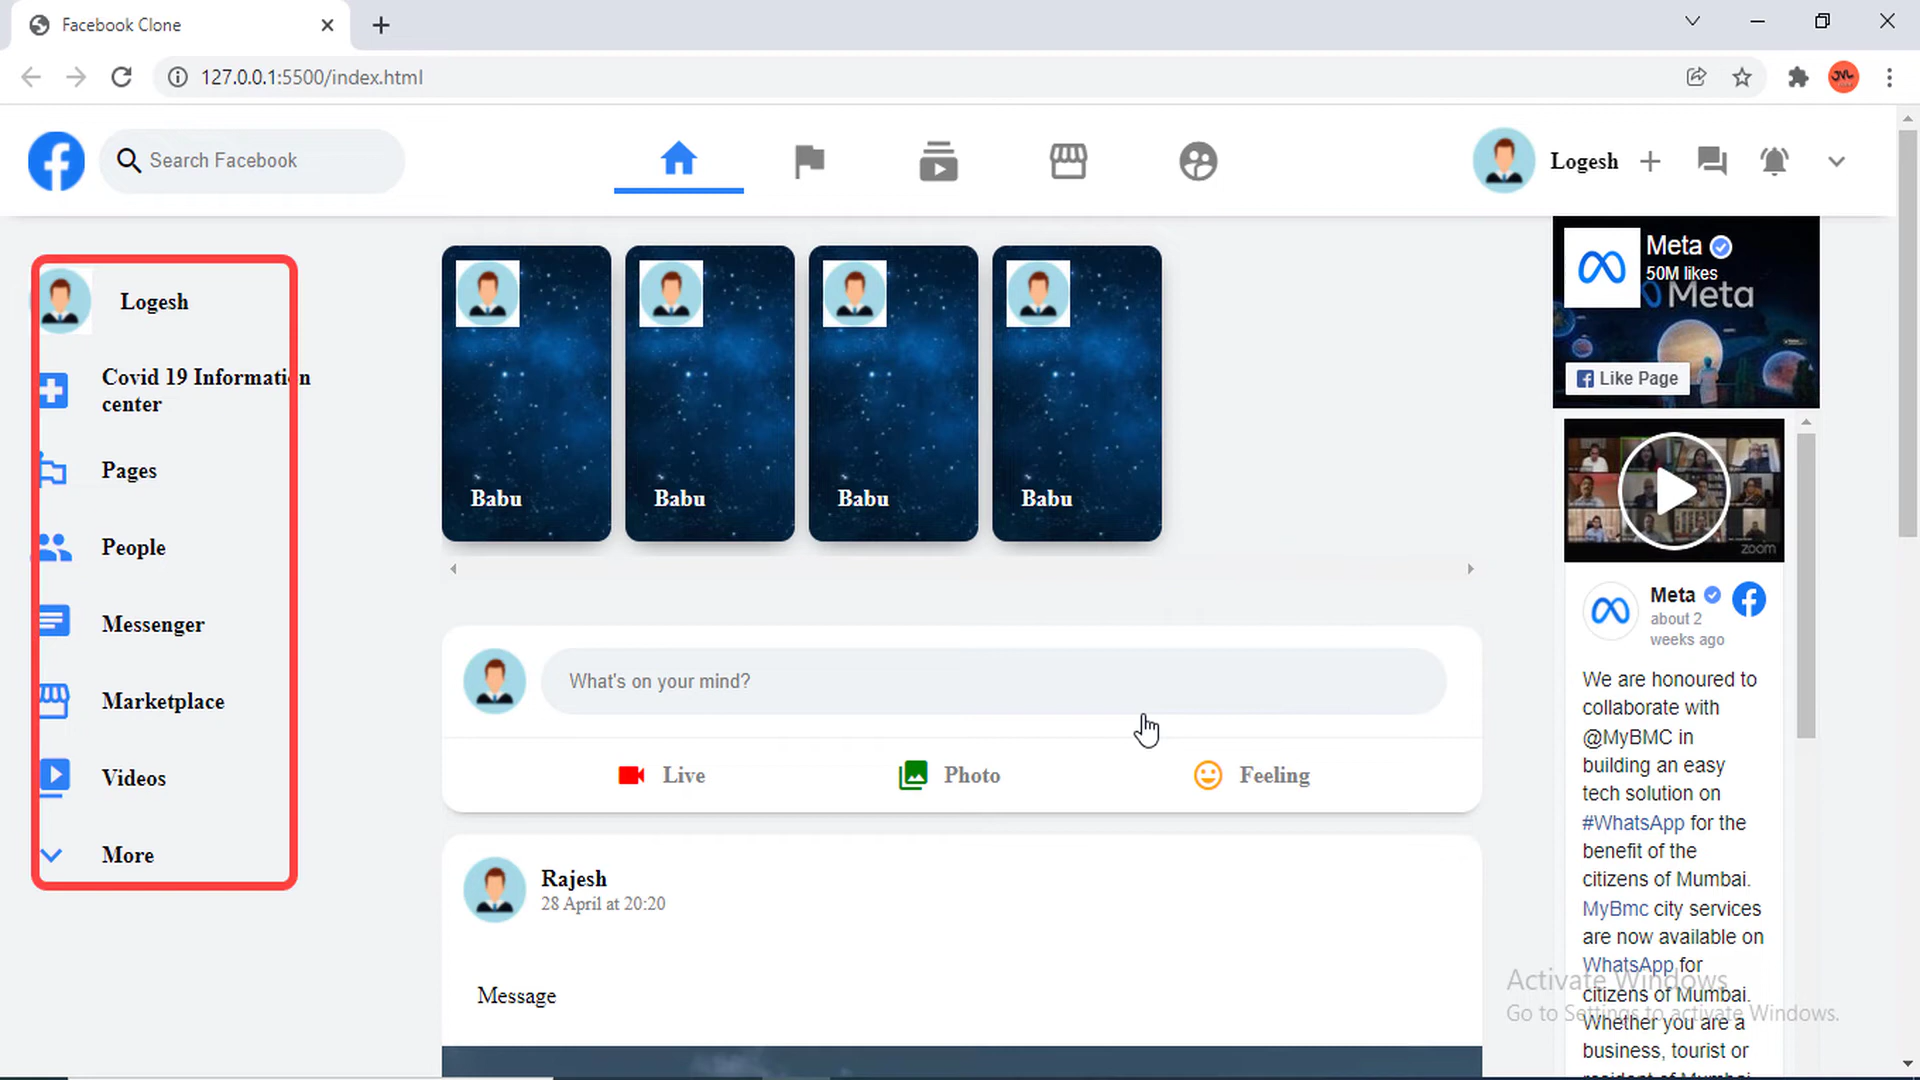 Facebook Clone
127.0.0.1:5500/index.html
Search Facebook
Logesh
Logesh
Covid 19 Information
center
Pages
People
Messenger
Marketplace
Videos
More
Babu
Babu
Babu
Babu
What's on your mind?
Live
Photo
Feeling
Rajesh
28 April at 20:20
Message
Meta
50M likes
Meta
Like Page
zoom
Meta
about 2
weeks ago
We are honoured to
collaborate with
@MyBMC in
building an easy
tech solution on
#WhatsApp for the
benefit of the
citizens of Mumbai.
MyBmc city services
are now available on
WhatsApp for
citizens of Mumbai.
Whether you are a
business, tourist or
Activate Windows
Go to Settings to activate Windows.